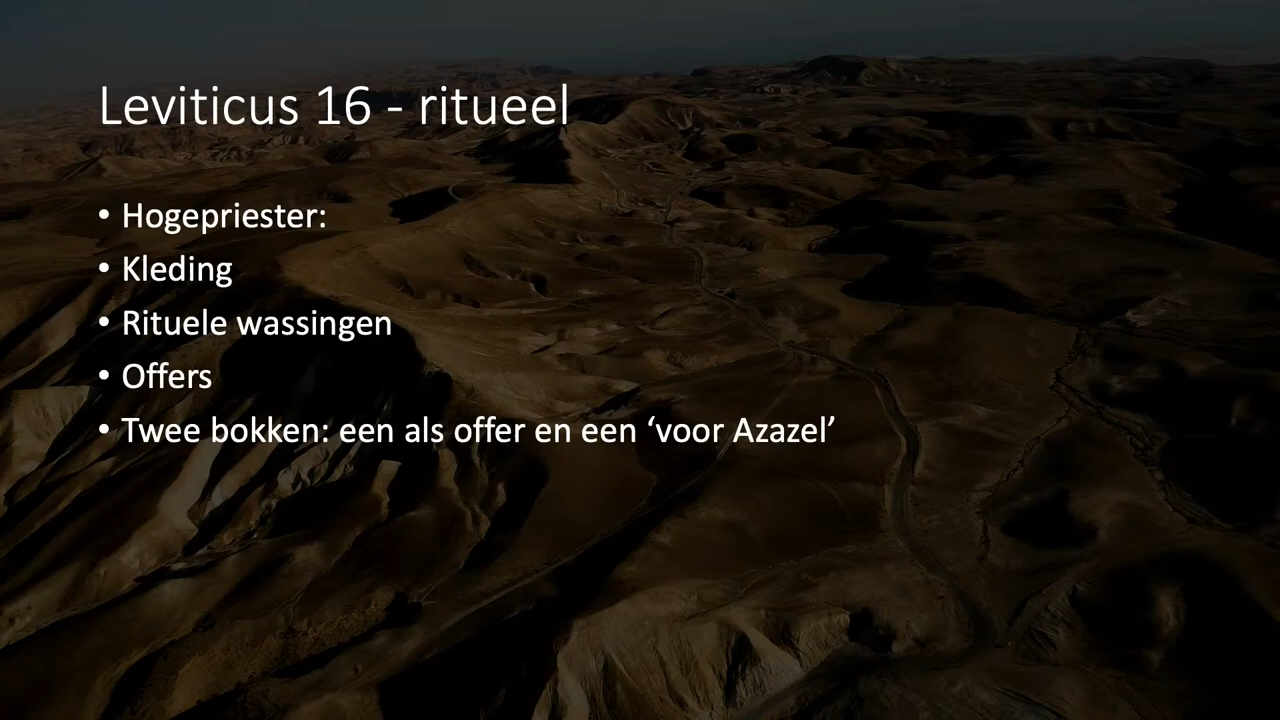 Leviticus 16 - ritueel
• Hogepriester:
• Kleding
• Rituele wassingen
• Offers
• Twee bokken: een als offer en een ‘voor Azazel’